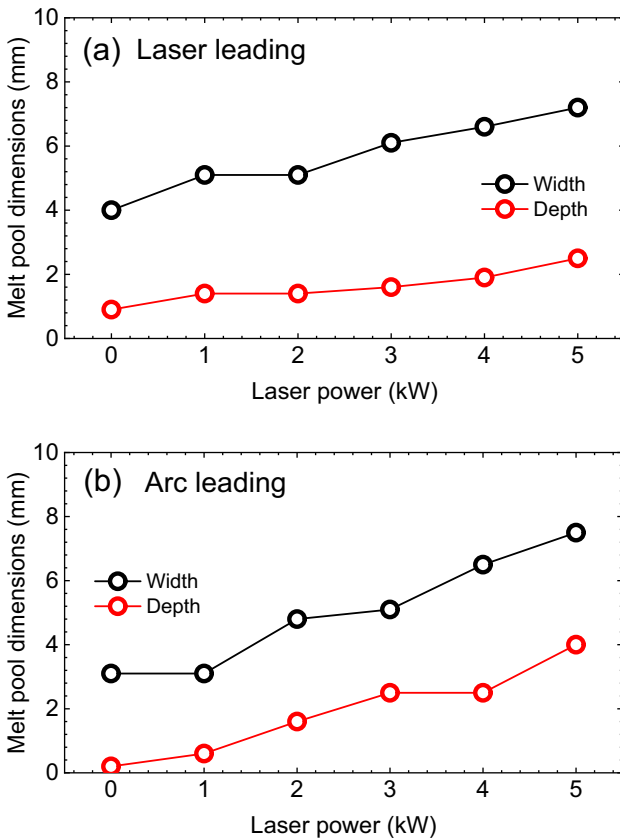 (a) Laser leading
Melt pool dimensions (mm)
10
8
6
4
2
0
Width
Depth
0 1 2 3 4 5
Laser power (kW)
(b) Arc leading
Melt pool dimensions (mm)
10
8
6
4
2
0
Width
Depth
0 1 2 3 4 5
Laser power (kW)